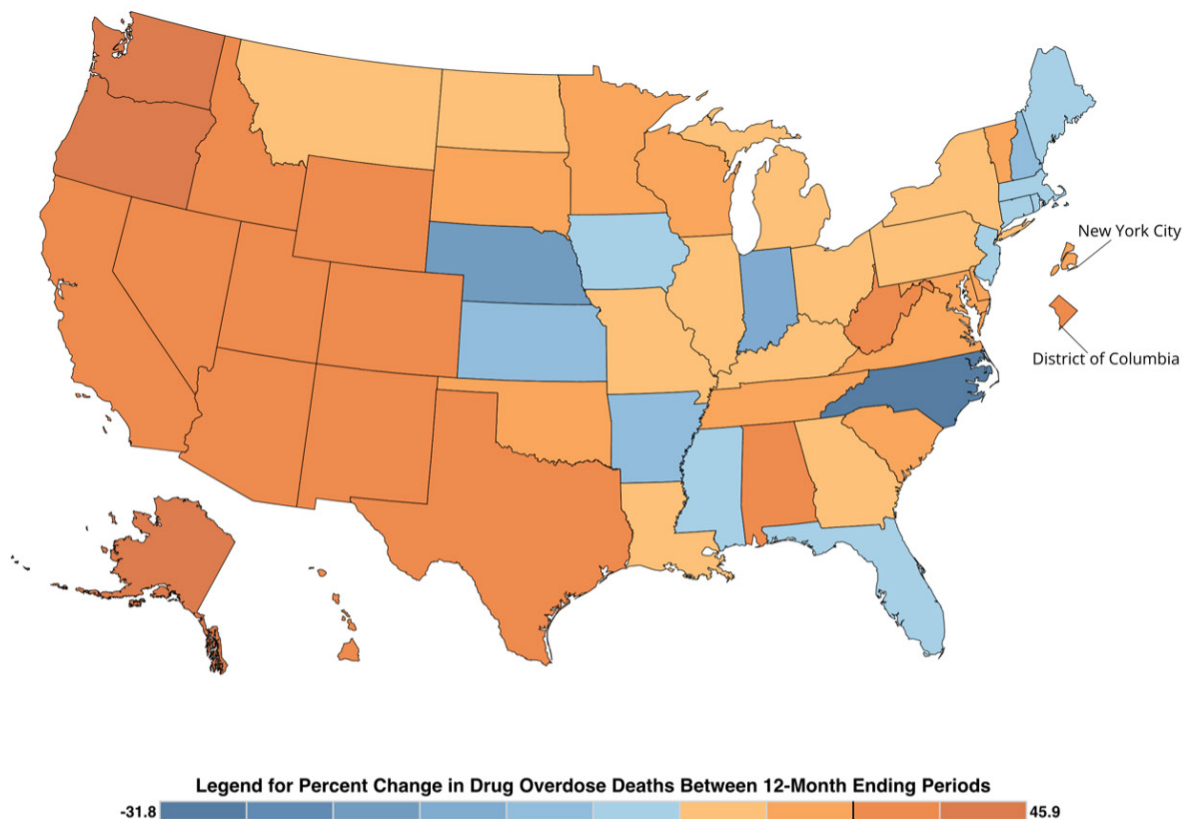 New York City
District of Columbia
Legend for Percent Change in Drug Overdose Deaths Between 12-Month Ending Periods
-31.8 45.9